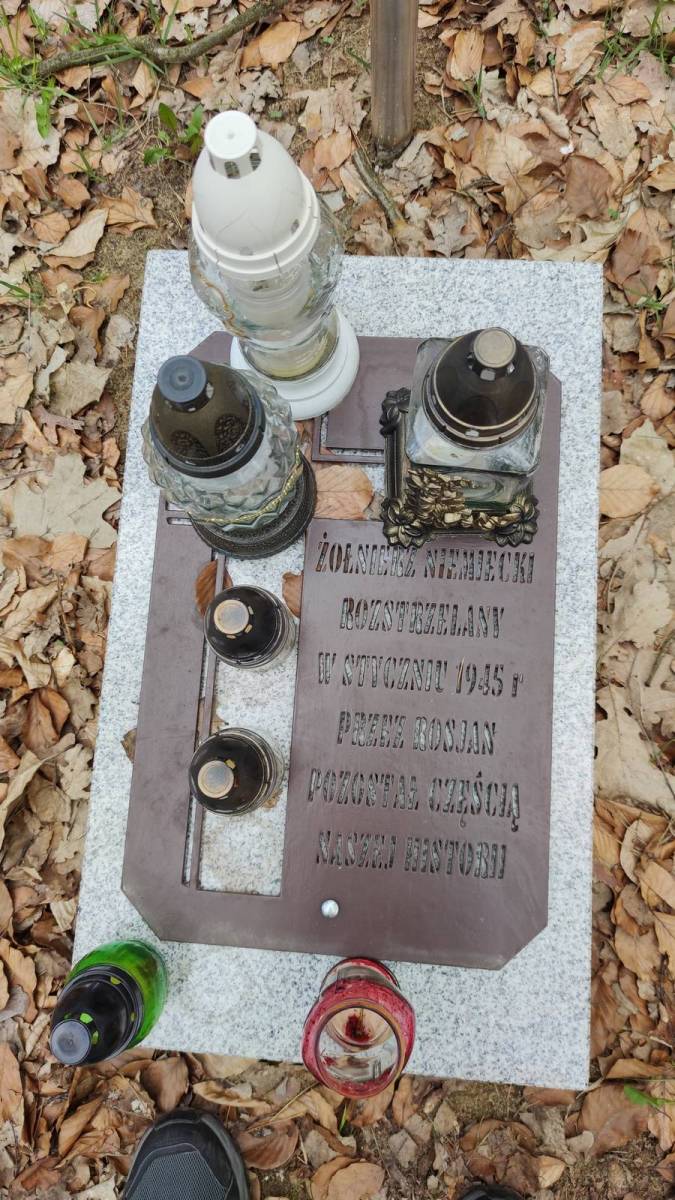 ŻOŁNIERZ NIEMIECKI
ROZSTRZELANY
W STYCZNIU 1945 r
PRZEZ ROSJAN
POZOSTAŁ CZĘŚCIĄ
NASZEJ HISTORII